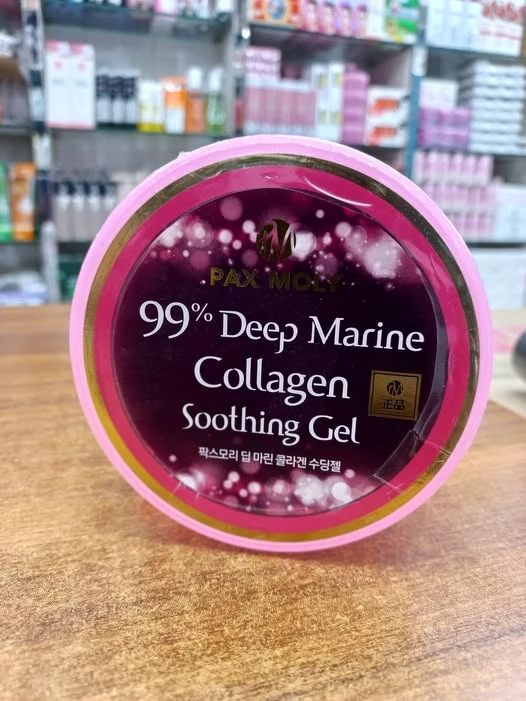 PAX MOLY
99% Deep Marine
Collagen
Soothing Gel
正品
팍스모리 딥 마린 콜라겐 수딩젤